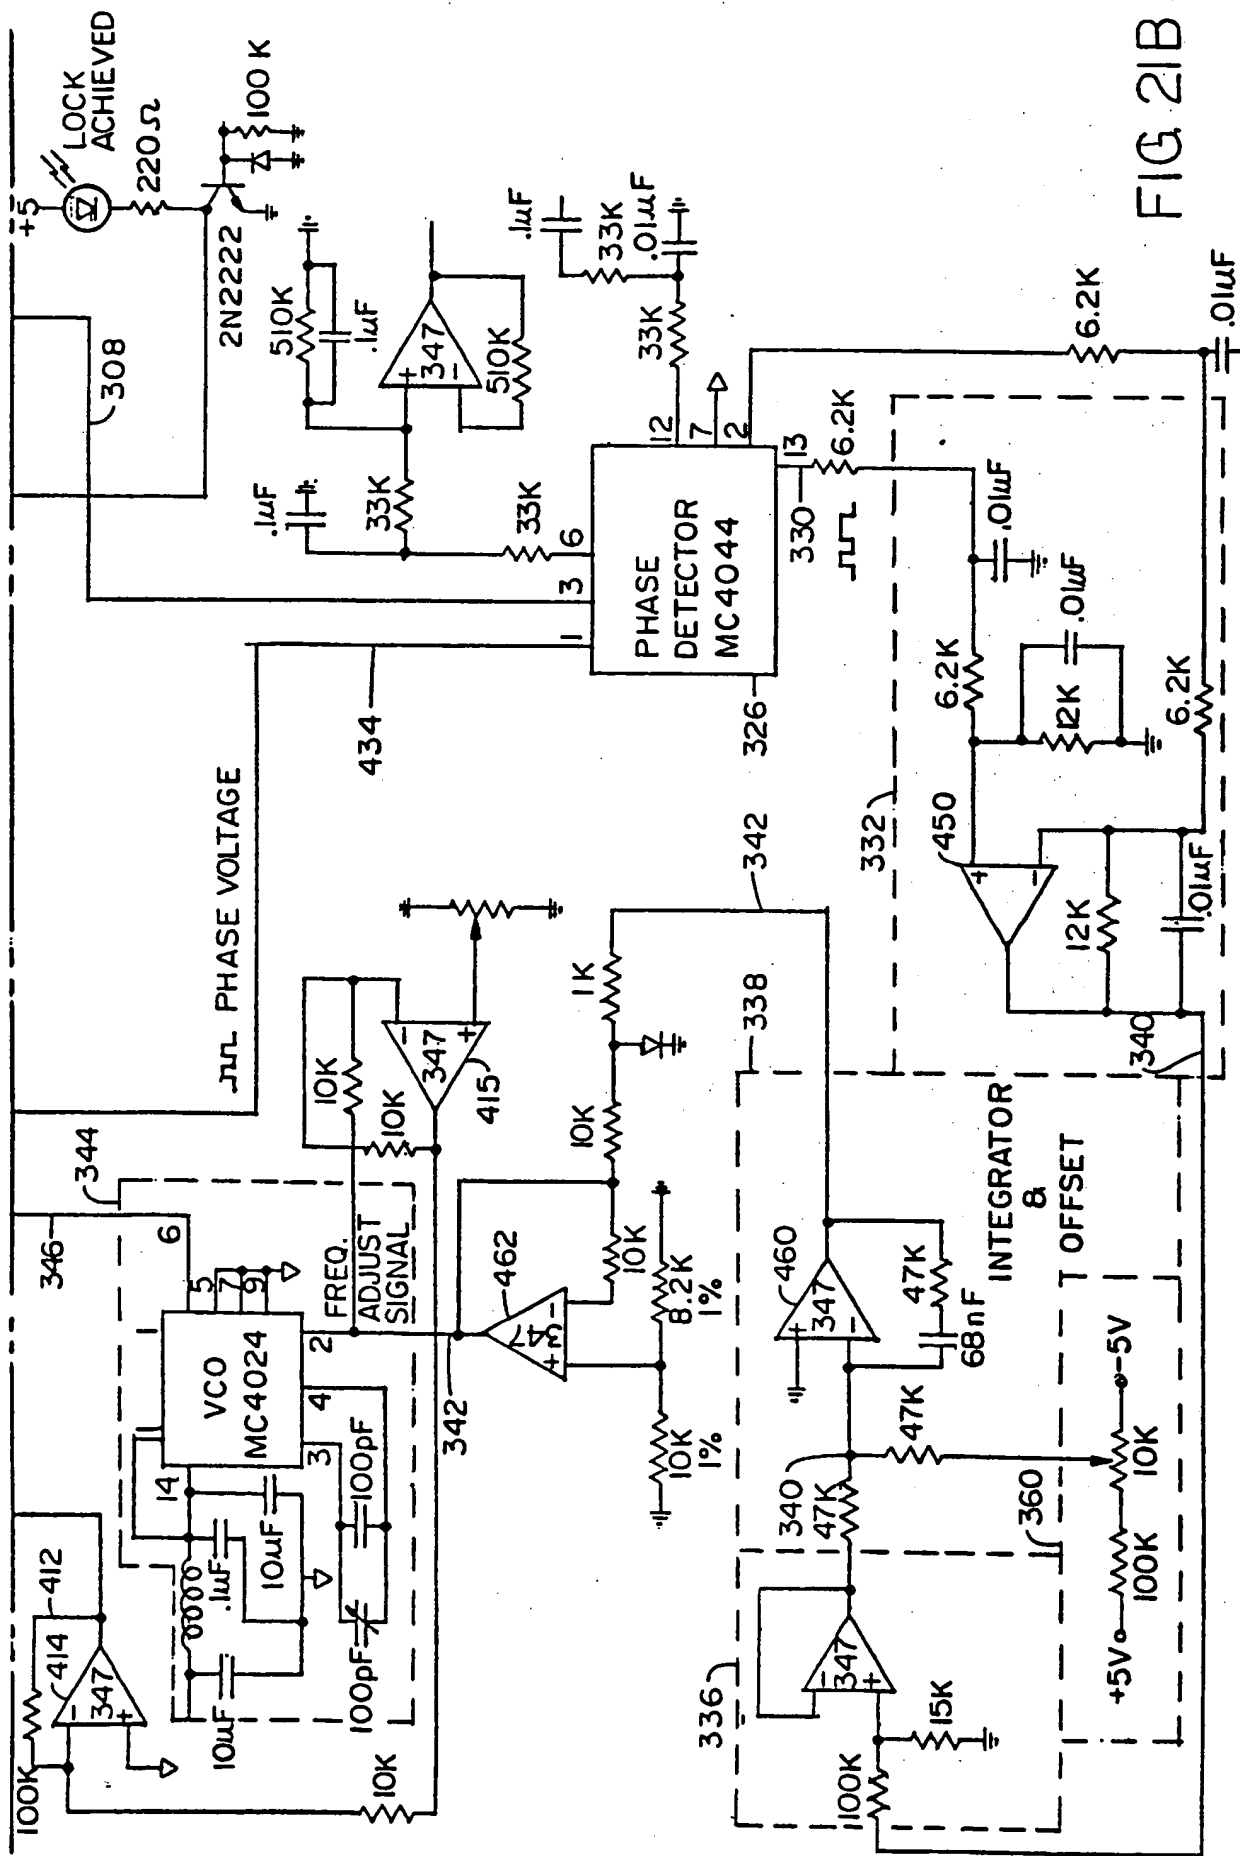 +5
LOCK
ACHIEVED
220Ω
100K
2N2222
308
510K
.1uF
347
+
−
510K
.1uF
33K
33K
.1uF
33K
.01uF
33K
12
7
2
13
6
3
1
PHASE
DETECTOR
MC4044
326
330
6.2K
6.2K
.01uF
434
PHASE VOLTAGE
.01uF
6.2K
12K
.01uF
6.2K
332
450
+
−
12K
.01uF
340
342
338
1K
10K
10K
10K
10K
347
−
+
415
344
346
6
5
7
9
1
VCO
MC4024
2
4
3
14
1
FREQ.
ADJUST
SIGNAL
342
462
347
+
−
8.2K
1%
10K
1%
100pF
100pF
10uF
.1uF
10uF
412
414
347
−
+
100K
10K
INTEGRATOR
&
OFFSET
460
347
+
−
47K
68nF
47K
340
47K
360
336
347
−
+
15K
100K
+5V
100K
10K
-5V
FIG 21B